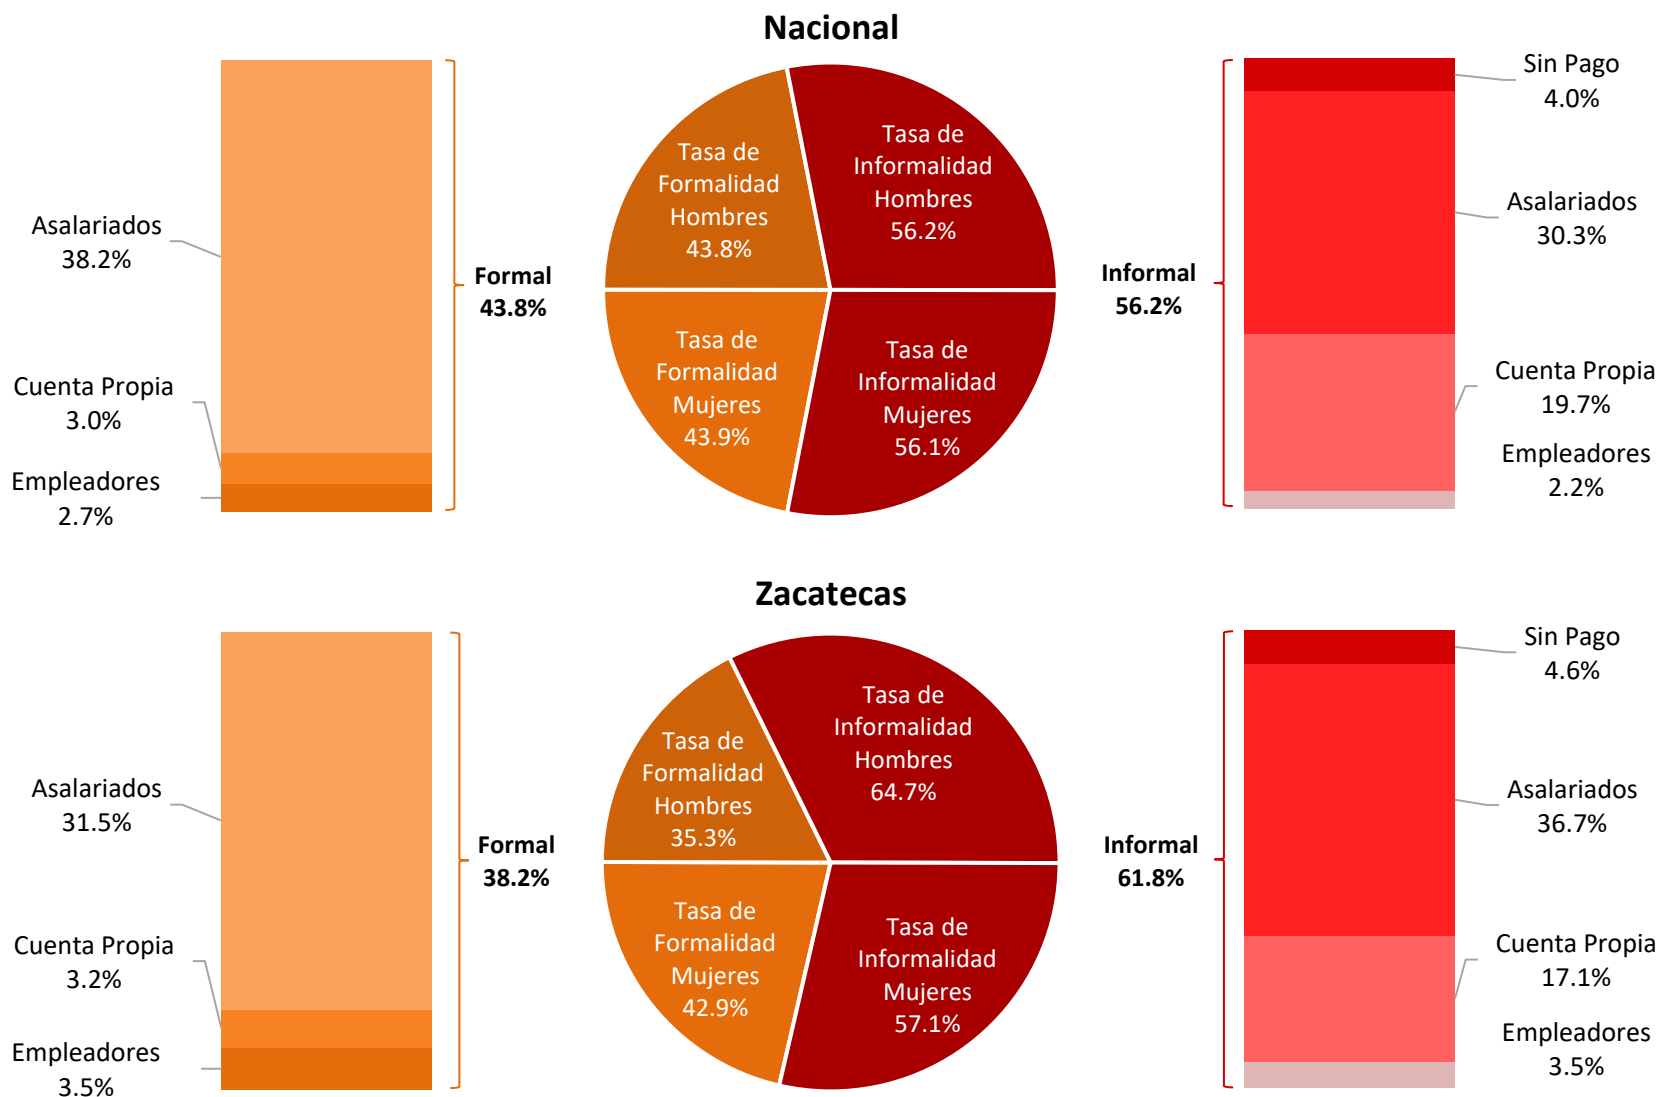 Nacional
Asalariados
38.2%
Cuenta Propia
3.0%
Empleadores
2.7%
Formal
43.8%
Tasa de
Formalidad
Hombres
43.8%
Tasa de
Informalidad
Hombres
56.2%
Tasa de
Formalidad
Mujeres
43.9%
Tasa de
Informalidad
Mujeres
56.1%
Informal
56.2%
Sin Pago
4.0%
Asalariados
30.3%
Cuenta Propia
19.7%
Empleadores
2.2%
Zacatecas
Asalariados
31.5%
Cuenta Propia
3.2%
Empleadores
3.5%
Formal
38.2%
Tasa de
Formalidad
Hombres
35.3%
Tasa de
Informalidad
Hombres
64.7%
Tasa de
Formalidad
Mujeres
42.9%
Tasa de
Informalidad
Mujeres
57.1%
Informal
61.8%
Sin Pago
4.6%
Asalariados
36.7%
Cuenta Propia
17.1%
Empleadores
3.5%